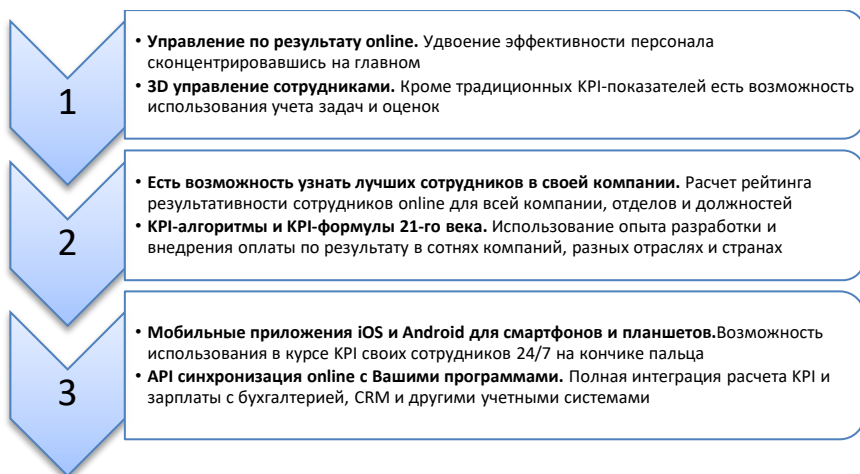 1
• Управление по результату online. Удвоение эффективности персонала
сконцентрировавшись на главном
• 3D управление сотрудниками. Кроме традиционных KPI-показателей есть возможность
использования учета задач и оценок
2
• Есть возможность узнать лучших сотрудников в своей компании. Расчет рейтинга
результативности сотрудников online для всей компании, отделов и должностей
• KPI-алгоритмы и KPI-формулы 21-го века. Использование опыта разработки и
внедрения оплаты по результату в сотнях компаний, разных отраслях и странах
3
• Мобильные приложения iOS и Android для смартфонов и планшетов.Возможность
использования в курсе KPI своих сотрудников 24/7 на кончике пальца
• API синхронизация online с Вашими программами. Полная интеграция расчета KPI и
зарплаты с бухгалтерией, CRM и другими учетными системами